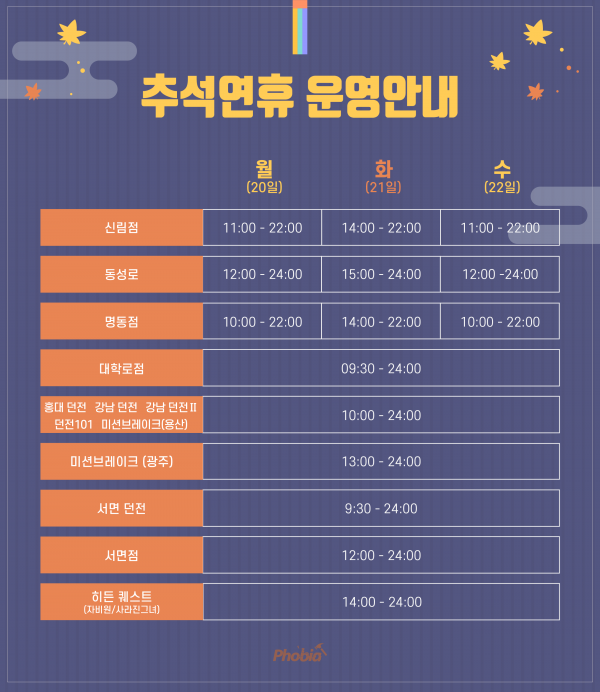 추석연휴 운영안내
월 화 수
(20일) (21일) (22일)
신림점 11:00 - 22:00 14:00 - 22:00 11:00 - 22:00
동성로 12:00 - 24:00 15:00 - 24:00 12:00 -24:00
명동점 10:00 - 22:00 14:00 - 22:00 10:00 - 22:00
대학로점 09:30 - 24:00
홍대 던전 강남 던전 강남 던전Ⅱ
던전101 미션브레이크(용산) 10:00 - 24:00
미션브레이크 (광주) 13:00 - 24:00
서면 던전 9:30 - 24:00
서면점 12:00 - 24:00
히든 퀘스트 14:00 - 24:00
(자비원/사라진그녀)
Phobia